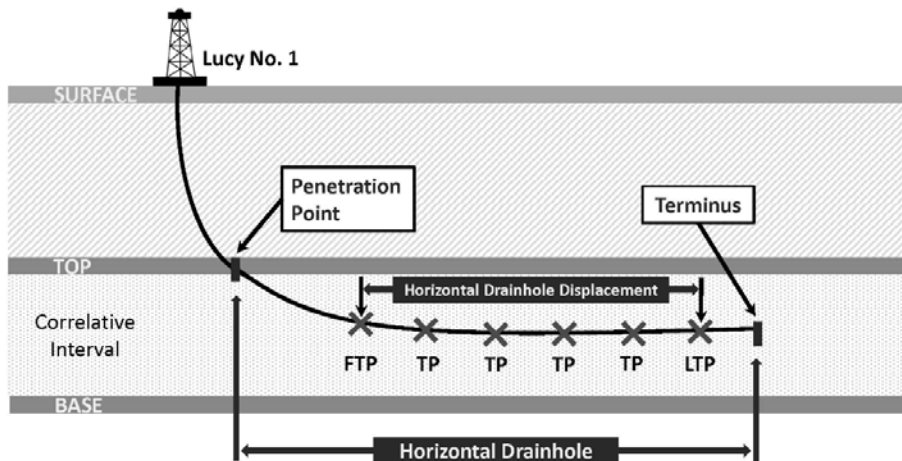 Lucy No. 1
SURFACE
Penetration
Point
Terminus
TOP
Horizontal Drainhole Displacement
Correlative
Interval
FTP TP TP TP TP LTP
BASE
Horizontal Drainhole